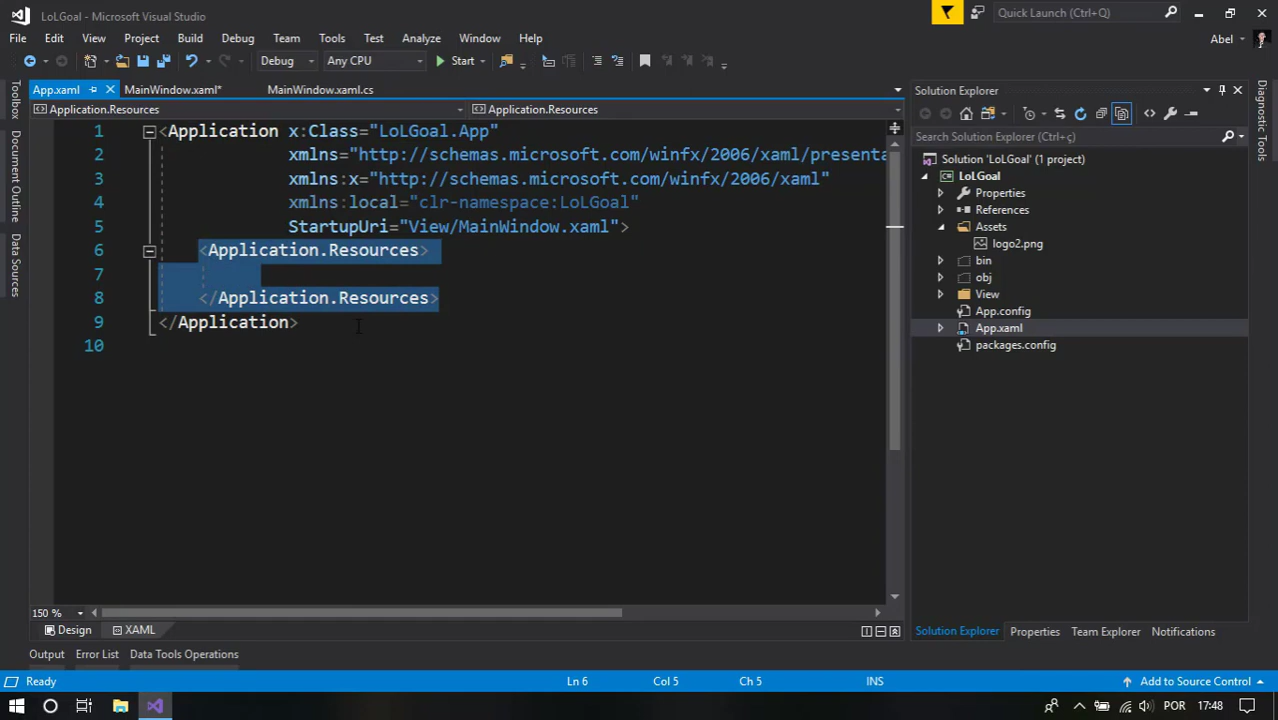 LoLGoal - Microsoft Visual Studio
Quick Launch (Ctrl+Q)
File Edit View Project Build Debug Team Tools Test Analyze Window Help
Abel
Debug Any CPU Start
App.xaml MainWindow.xaml* MainWindow.xaml.cs
Application.Resources Application.Resources
1 <Application x:Class="LoLGoal.App"
2 xmlns="http://schemas.microsoft.com/winfx/2006/xaml/presenta
3 xmlns:x="http://schemas.microsoft.com/winfx/2006/xaml"
4 xmlns:local="clr-namespace:LoLGoal"
5 StartupUri="View/MainWindow.xaml">
6 <Application.Resources>
7
8 </Application.Resources>
9 </Application>
10
150 %
Design XAML
Output Error List Data Tools Operations
Toolbox
Document Outline
Data Sources
Solution Explorer
Search Solution Explorer (Ctrl+ç)
Solution 'LoLGoal' (1 project)
LoLGoal
Properties
References
Assets
logo2.png
bin
obj
View
App.config
App.xaml
packages.config
Solution Explorer Properties Team Explorer Notifications
Diagnostic Tools
Ready Ln 6 Col 5 Ch 5 INS Add to Source Control
POR 17:48